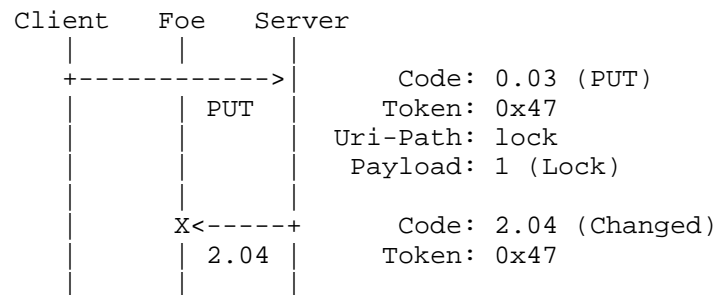 Client   Foe   Server
   |      |       |
   +------------->|      Code: 0.03 (PUT)
   |      | PUT   |     Token: 0x47
   |      |       |  Uri-Path: lock
   |      |       |   Payload: 1 (Lock)
   |      |       |
   |      X<------+      Code: 2.04 (Changed)
   |      | 2.04  |     Token: 0x47
   |      |       |